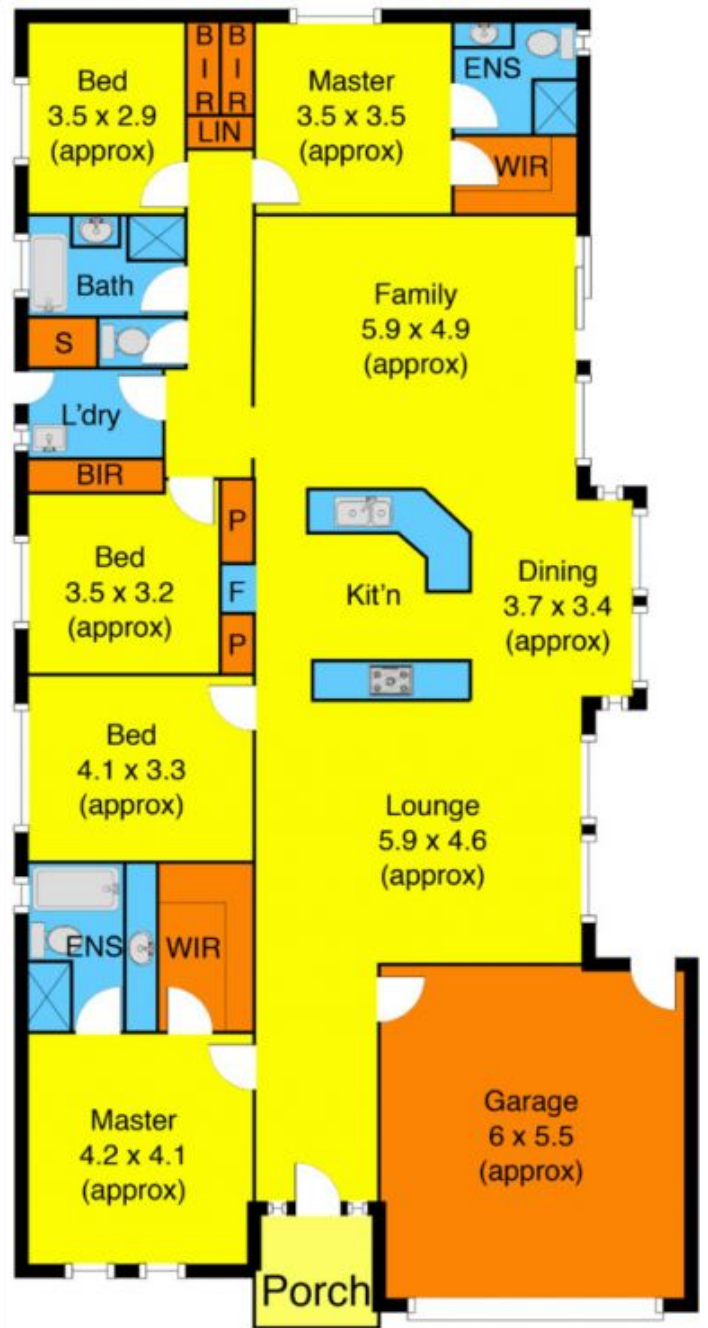 Bed
3.5 x 2.9
(approx)
BIR
BIR
LIN
Master
3.5 x 3.5
(approx)
ENS
WIR
Bath
S
L'dry
BIR
Family
5.9 x 4.9
(approx)
Bed
3.5 x 3.2
(approx)
P
F
P
Kit'n
Dining
3.7 x 3.4
(approx)
Bed
4.1 x 3.3
(approx)
Lounge
5.9 x 4.6
(approx)
ENS
WIR
Master
4.2 x 4.1
(approx)
Garage
6 x 5.5
(approx)
Porch